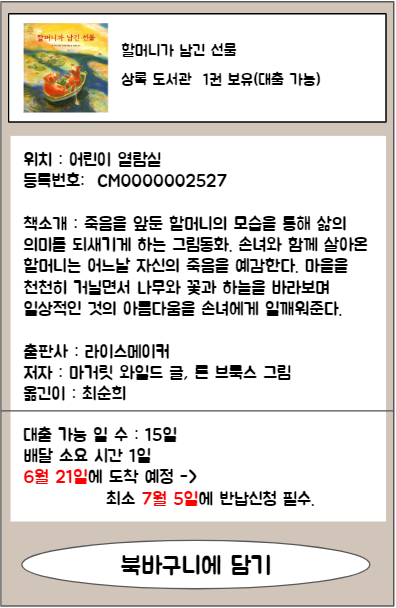 할머니가 남긴 선물
할머니가 남긴 선물
상록 도서관 1권 보유(대출 가능)
위치 : 어린이 열람실
등록번호: CM0000002527
책소개 : 죽음을 앞둔 할머니의 모습을 통해 삶의
의미를 되새기게 하는 그림동화. 손녀와 함께 살아온
할머니는 어느날 자신의 죽음을 예감한다. 마을을
천천히 거닐면서 나무와 꽃과 하늘을 바라보며
일상적인 것의 아름다움을 손녀에게 일깨워준다.
출판사 : 라이스메이커
저자 : 마거릿 와일드 글, 론 브룩스 그림
옮긴이 : 최순희
대출 가능 일 수 : 15일
배달 소요 시간 1일
6월 21일에 도착 예정 ->
최소 7월 5일에 반납신청 필수.
북바구니에 담기